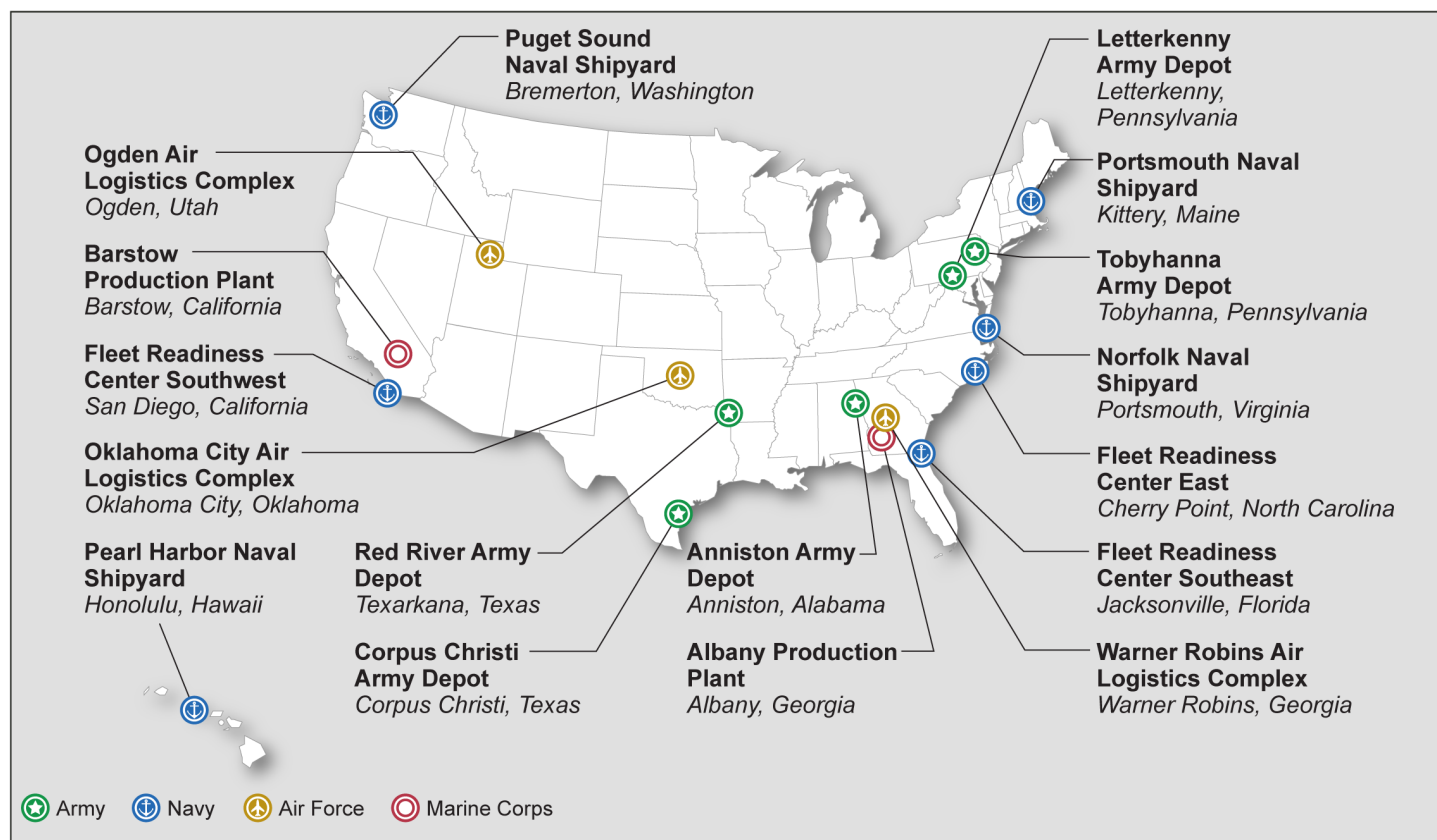 Puget Sound
Naval Shipyard
Bremerton, Washington
Letterkenny
Army Depot
Letterkenny,
Pennsylvania
Ogden Air
Logistics Complex
Ogden, Utah
Portsmouth Naval
Shipyard
Kittery, Maine
Barstow
Production Plant
Barstow, California
Tobyhanna
Army Depot
Tobyhanna, Pennsylvania
Fleet Readiness
Center Southwest
San Diego, California
Norfolk Naval
Shipyard
Portsmouth, Virginia
Oklahoma City Air
Logistics Complex
Oklahoma City, Oklahoma
Fleet Readiness
Center East
Cherry Point, North Carolina
Pearl Harbor Naval
Shipyard
Honolulu, Hawaii
Red River Army
Depot
Texarkana, Texas
Anniston Army
Depot
Anniston, Alabama
Fleet Readiness
Center Southeast
Jacksonville, Florida
Corpus Christi
Army Depot
Corpus Christi, Texas
Albany Production
Plant
Albany, Georgia
Warner Robins Air
Logistics Complex
Warner Robins, Georgia
Army
Navy
Air Force
Marine Corps